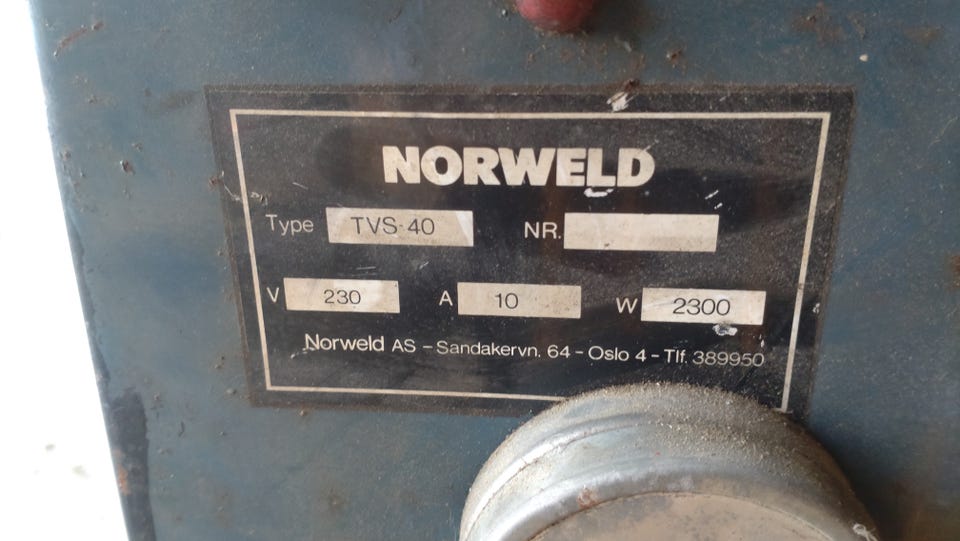 NORWELD
Type TVS-40 NR.
V 230 A 10 W 2300
Norweld AS - Sandakervn. 64 - Oslo 4 - Tlf. 389950